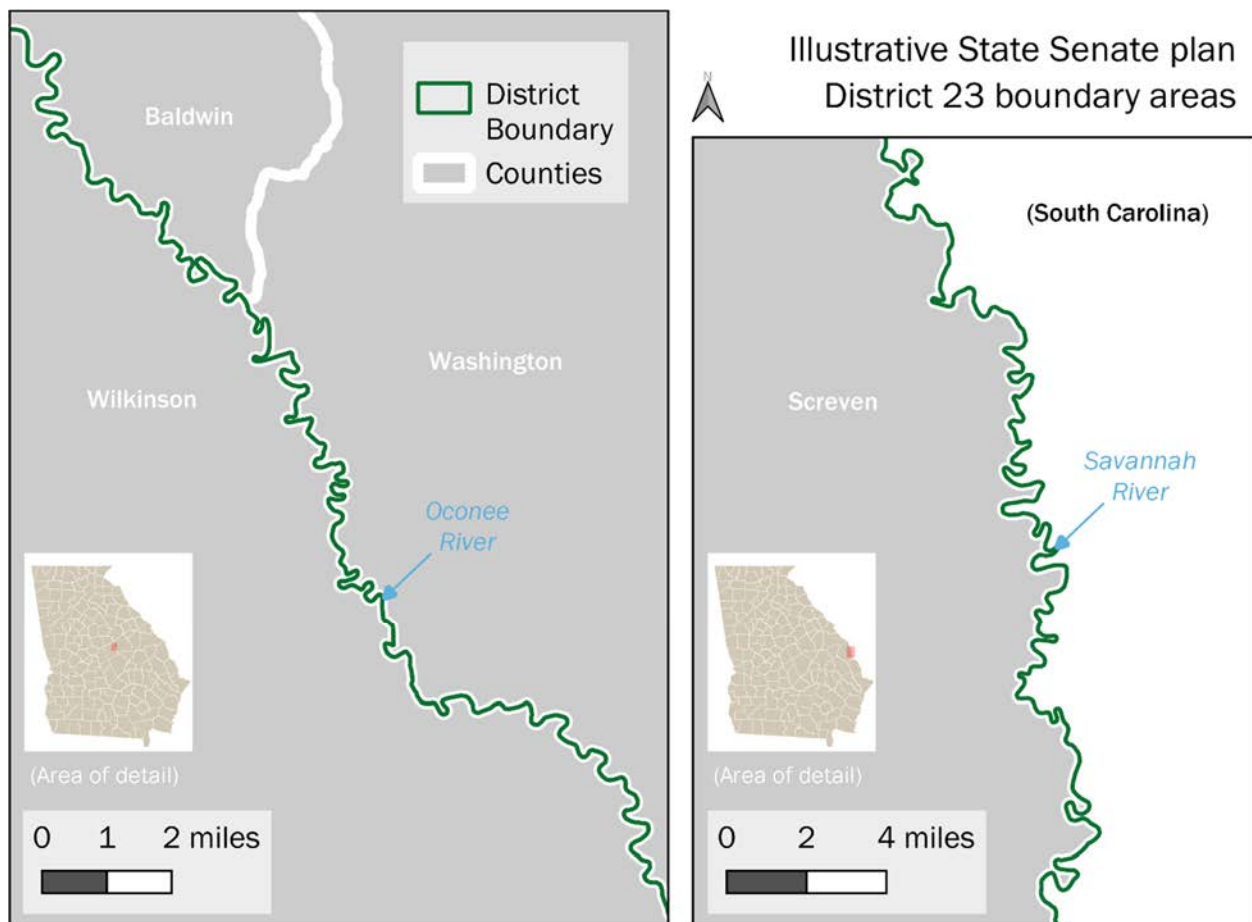 Illustrative State Senate plan
District 23 boundary areas
N
Baldwin
District
Boundary
Counties
Washington
Wilkinson
Oconee
River
(Area of detail)
0 1 2 miles
(South Carolina)
Screven
Savannah
River
(Area of detail)
0 2 4 miles